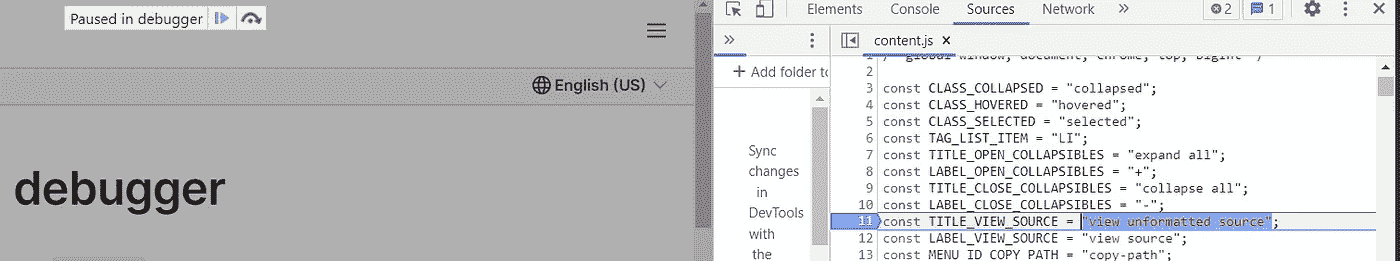 Paused in debugger
English (US)
debugger
Elements Console Sources Network » 2 1
»
content.js ×
+ Add folder to
Sync
changes
in
DevTools
with
the
1 /* global window, document, chrome, top, BigInt */
2
3 const CLASS_COLLAPSED = "collapsed";
4 const CLASS_HOVERED = "hovered";
5 const CLASS_SELECTED = "selected";
6 const TAG_LIST_ITEM = "LI";
7 const TITLE_OPEN_COLLAPSIBLES = "expand all";
8 const LABEL_OPEN_COLLAPSIBLES = "+";
9 const TITLE_CLOSE_COLLAPSIBLES = "collapse all";
10 const LABEL_CLOSE_COLLAPSIBLES = "-";
11 const TITLE_VIEW_SOURCE = "view unformatted source";
12 const LABEL_VIEW_SOURCE = "view source";
13 const MENU_ID_COPY_PATH = "copy-path";